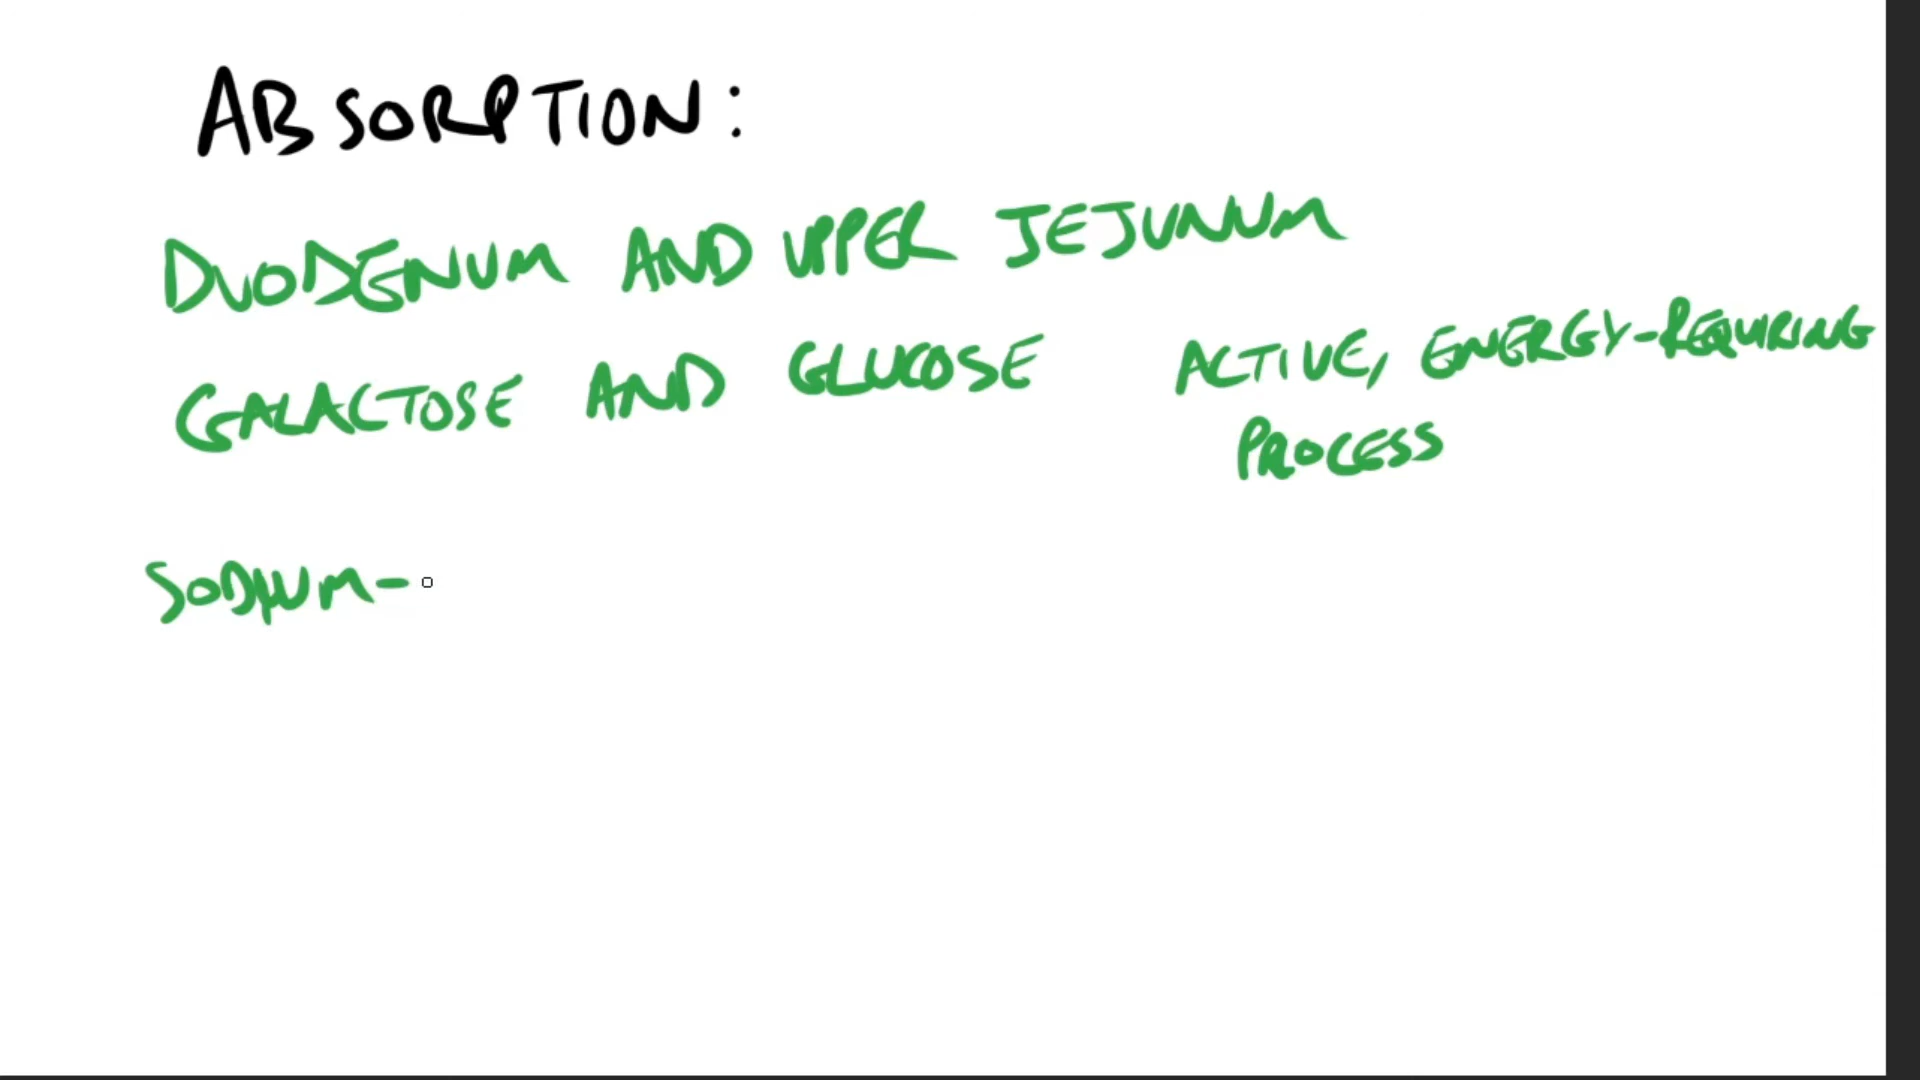 ABSORPTION:
DUODENUM AND UPPER JEJUNUM
GALACTOSE AND GLUCOSE ACTIVE, ENERGY-REQUIRING
PROCESS
SODIUM-